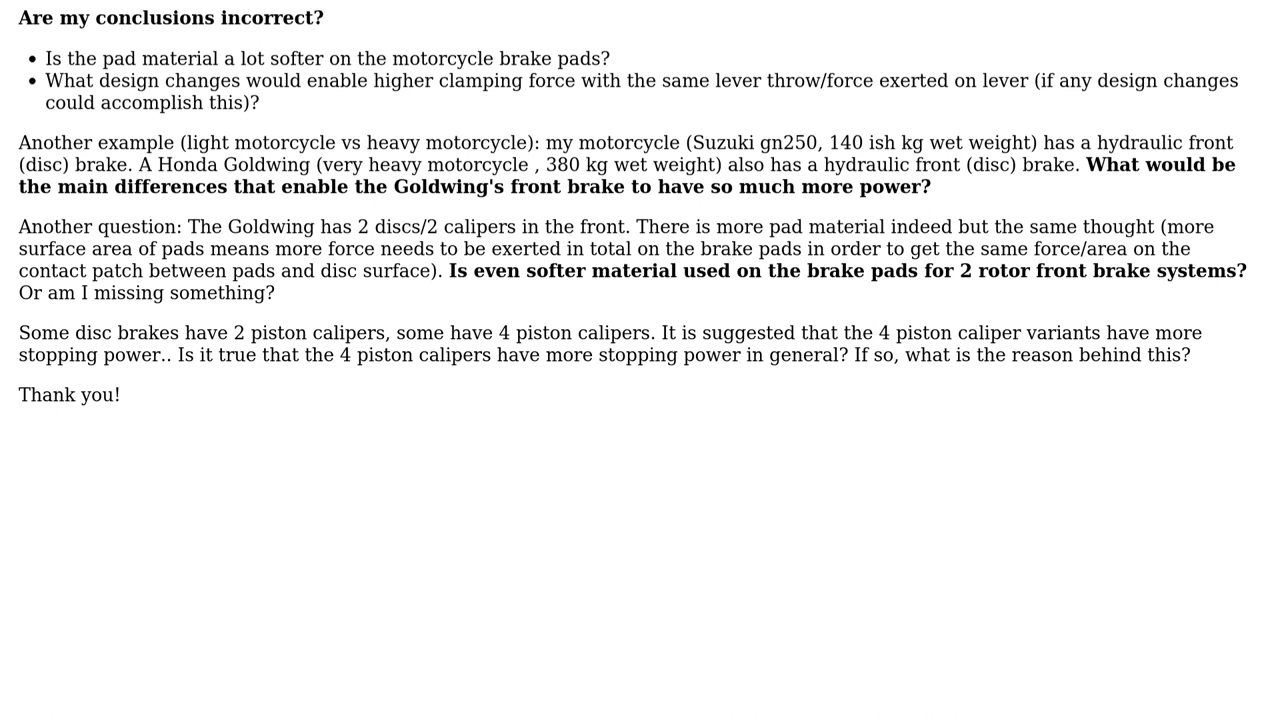 Are my conclusions incorrect?
• Is the pad material a lot softer on the motorcycle brake pads?
• What design changes would enable higher clamping force with the same lever throw/force exerted on lever (if any design changes
could accomplish this)?
Another example (light motorcycle vs heavy motorcycle): my motorcycle (Suzuki gn250, 140 ish kg wet weight) has a hydraulic front
(disc) brake. A Honda Goldwing (very heavy motorcycle , 380 kg wet weight) also has a hydraulic front (disc) brake. What would be
the main differences that enable the Goldwing's front brake to have so much more power?
Another question: The Goldwing has 2 discs/2 calipers in the front. There is more pad material indeed but the same thought (more
surface area of pads means more force needs to be exerted in total on the brake pads in order to get the same force/area on the
contact patch between pads and disc surface). Is even softer material used on the brake pads for 2 rotor front brake systems?
Or am I missing something?
Some disc brakes have 2 piston calipers, some have 4 piston calipers. It is suggested that the 4 piston caliper variants have more
stopping power.. Is it true that the 4 piston calipers have more stopping power in general? If so, what is the reason behind this?
Thank you!